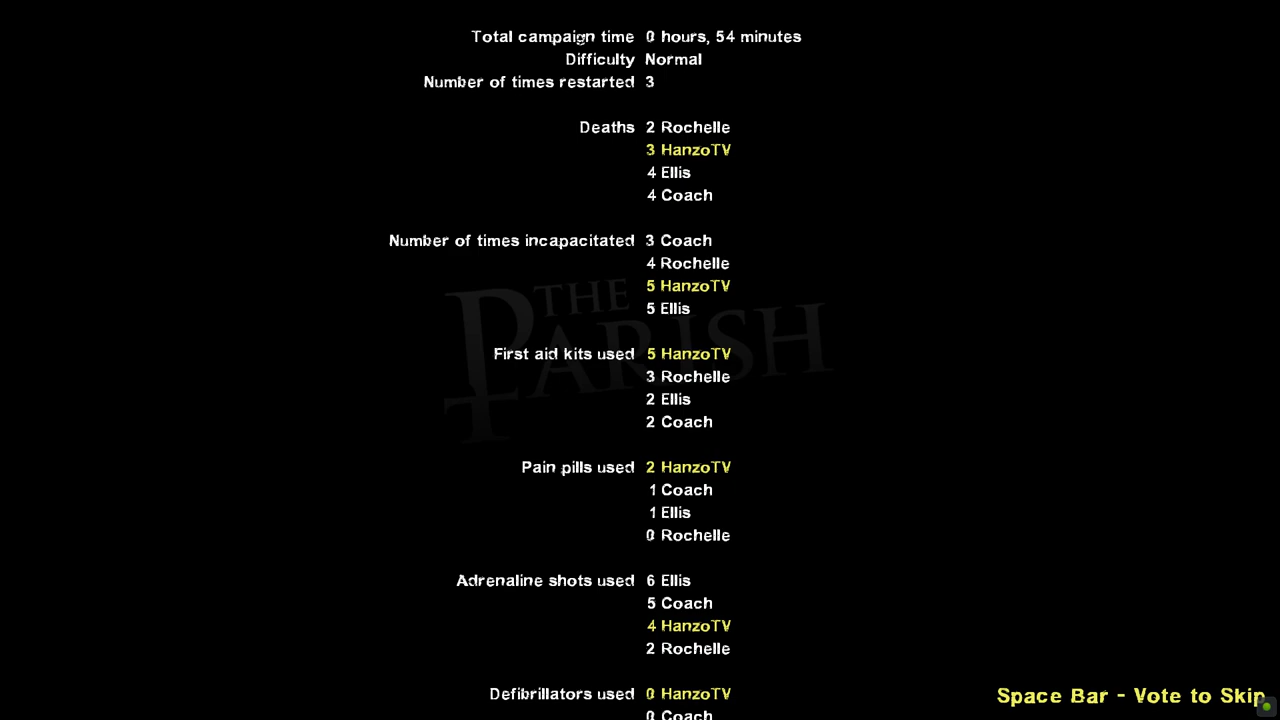 Total campaign time 0 hours, 54 minutes
Difficulty Normal
Number of times restarted 3
Deaths 2 Rochelle
3 HanzoTV
4 Ellis
4 Coach
Number of times incapacitated 3 Coach
4 Rochelle
5 HanzoTV
5 Ellis
THE
PARISH
First aid kits used 5 HanzoTV
3 Rochelle
2 Ellis
2 Coach
Pain pills used 2 HanzoTV
1 Coach
1 Ellis
0 Rochelle
Adrenaline shots used 6 Ellis
5 Coach
4 HanzoTV
2 Rochelle
Defibrillators used 0 HanzoTV
0 Coach
Space Bar - Vote to Skip